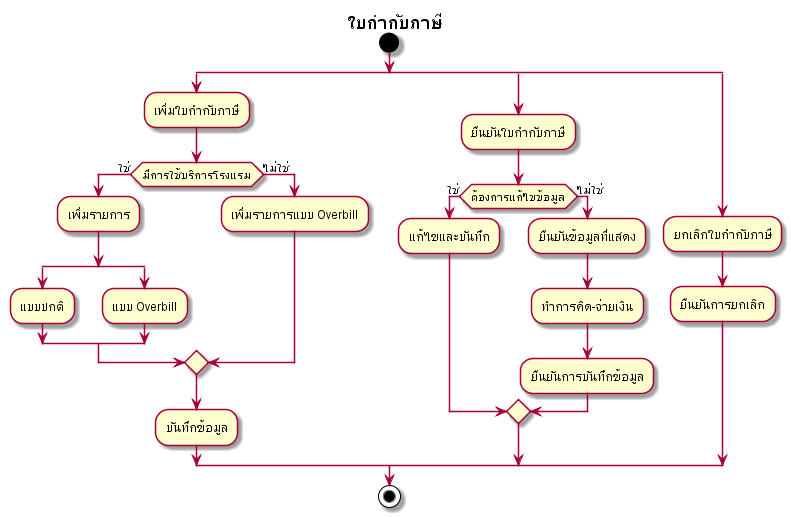 ใบกำกับภาษี
เพิ่มใบกำกับภาษี
มีการใช้บริการโรงแรม
ใช่
ไม่ใช่
เพิ่มรายการ
เพิ่มรายการแบบ Overbill
แบบปกติ
แบบ Overbill
บันทึกข้อมูล
ยืนยันใบกำกับภาษี
ต้องการแก้ไขข้อมูล
ใช่
ไม่ใช่
แก้ไขและบันทึก
ยืนยันข้อมูลที่แสดง
ทำการคิด-จ่ายเงิน
ยืนยันการบันทึกข้อมูล
ยกเลิกใบกำกับภาษี
ยืนยันการยกเลิก